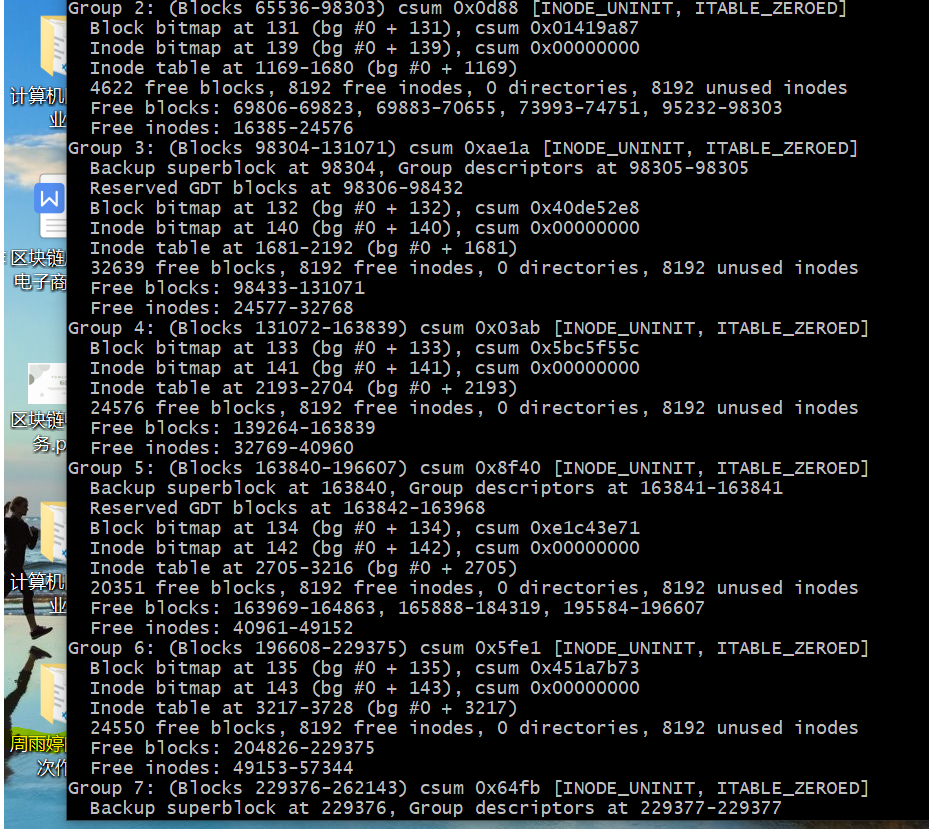 Group 2: (Blocks 65536-98303) csum 0x0d88 [INODE_UNINIT, ITABLE_ZEROED]
Block bitmap at 131 (bg #0 + 131), csum 0x01419a87
Inode bitmap at 139 (bg #0 + 139), csum 0x00000000
Inode table at 1169-1680 (bg #0 + 1169)
4622 free blocks, 8192 free inodes, 0 directories, 8192 unused inodes
Free blocks: 69806-69823, 69883-70655, 73993-74751, 95232-98303
Free inodes: 16385-24576
Group 3: (Blocks 98304-131071) csum 0xae1a [INODE_UNINIT, ITABLE_ZEROED]
Backup superblock at 98304, Group descriptors at 98305-98305
Reserved GDT blocks at 98306-98432
Block bitmap at 132 (bg #0 + 132), csum 0x40de52e8
Inode bitmap at 140 (bg #0 + 140), csum 0x00000000
Inode table at 1681-2192 (bg #0 + 1681)
32639 free blocks, 8192 free inodes, 0 directories, 8192 unused inodes
Free blocks: 98433-131071
Free inodes: 24577-32768
Group 4: (Blocks 131072-163839) csum 0x03ab [INODE_UNINIT, ITABLE_ZEROED]
Block bitmap at 133 (bg #0 + 133), csum 0x5bc5f55c
Inode bitmap at 141 (bg #0 + 141), csum 0x00000000
Inode table at 2193-2704 (bg #0 + 2193)
24576 free blocks, 8192 free inodes, 0 directories, 8192 unused inodes
Free blocks: 139264-163839
Free inodes: 32769-40960
Group 5: (Blocks 163840-196607) csum 0x8f40 [INODE_UNINIT, ITABLE_ZEROED]
Backup superblock at 163840, Group descriptors at 163841-163841
Reserved GDT blocks at 163842-163968
Block bitmap at 134 (bg #0 + 134), csum 0xe1c43e71
Inode bitmap at 142 (bg #0 + 142), csum 0x00000000
Inode table at 2705-3216 (bg #0 + 2705)
20351 free blocks, 8192 free inodes, 0 directories, 8192 unused inodes
Free blocks: 163969-164863, 165888-184319, 195584-196607
Free inodes: 40961-49152
Group 6: (Blocks 196608-229375) csum 0x5fe1 [INODE_UNINIT, ITABLE_ZEROED]
Block bitmap at 135 (bg #0 + 135), csum 0x451a7b73
Inode bitmap at 143 (bg #0 + 143), csum 0x00000000
Inode table at 3217-3728 (bg #0 + 3217)
24550 free blocks, 8192 free inodes, 0 directories, 8192 unused inodes
Free blocks: 204826-229375
Free inodes: 49153-57344
Group 7: (Blocks 229376-262143) csum 0x64fb [INODE_UNINIT, ITABLE_ZEROED]
Backup superblock at 229376, Group descriptors at 229377-229377
计算机
业
W
区块链
电子商
区块链
务.p
计算机
业
周雨婷
次作